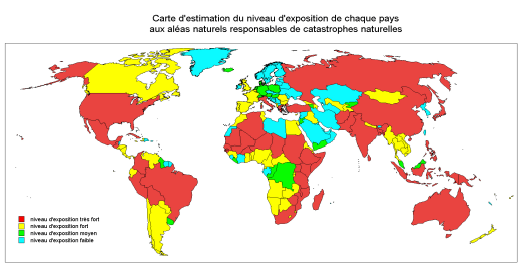 Carte d'estimation du niveau d'exposition de chaque pays
aux aléas naturels responsables de catastrophes naturelles
niveau d'exposition très fort
niveau d'exposition fort
niveau d'exposition moyen
niveau d'exposition faible